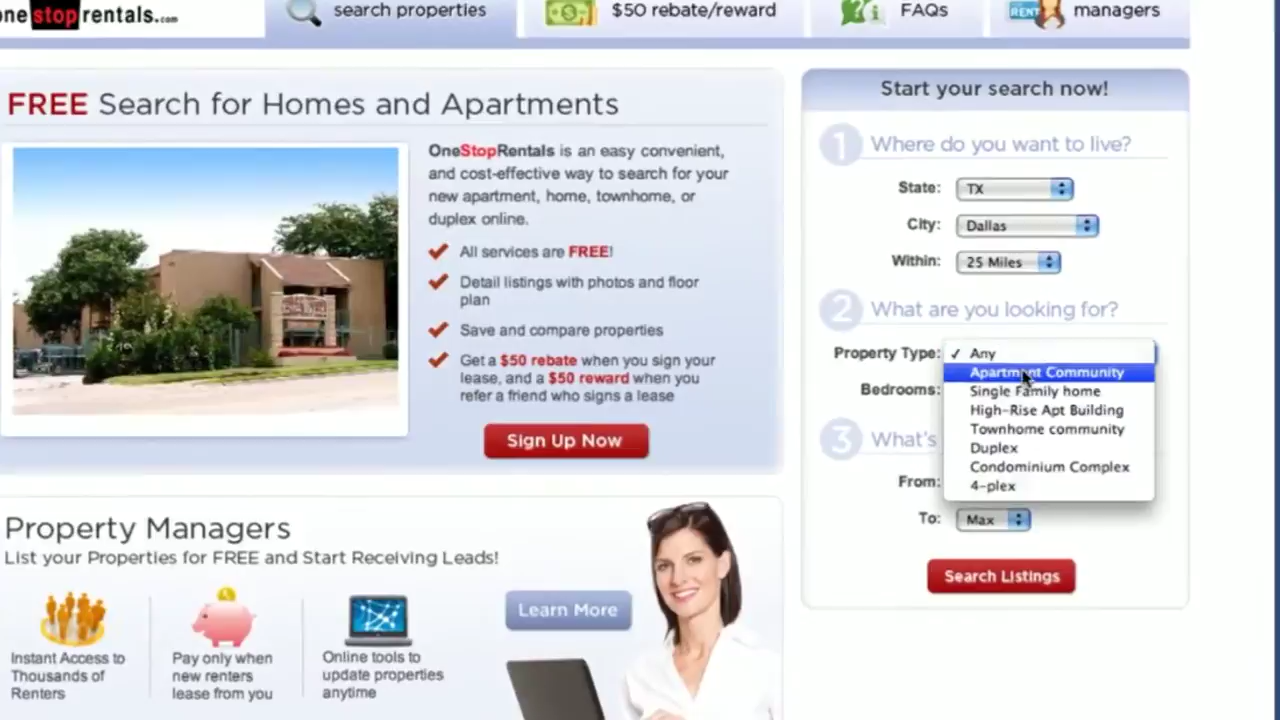 onestoprentals.com
search properties
$50 rebate/reward
FAQs
RENT
managers
FREE Search for Homes and Apartments
OneStopRentals is an easy convenient,
and cost-effective way to search for your
new apartment, home, townhome, or
duplex online.
All services are FREE!
Detail listings with photos and floor
plan
Save and compare properties
Get a $50 rebate when you sign your
lease, and a $50 reward when you
refer a friend who signs a lease
Sign Up Now
Start your search now!
1 Where do you want to live?
State: TX
City: Dallas
Within: 25 Miles
2 What are you looking for?
Property Type: ✓ Any
Apartment Community
Single Family home
Bedrooms:
High-Rise Apt Building
Townhome community
3 What's
Duplex
Condominium Complex
From:
4-plex
To: Max
Search Listings
Property Managers
List your Properties for FREE and Start Receiving Leads!
Instant Access to
Thousands of
Renters
Pay only when
new renters
lease from you
Online tools to
update properties
anytime
Learn More